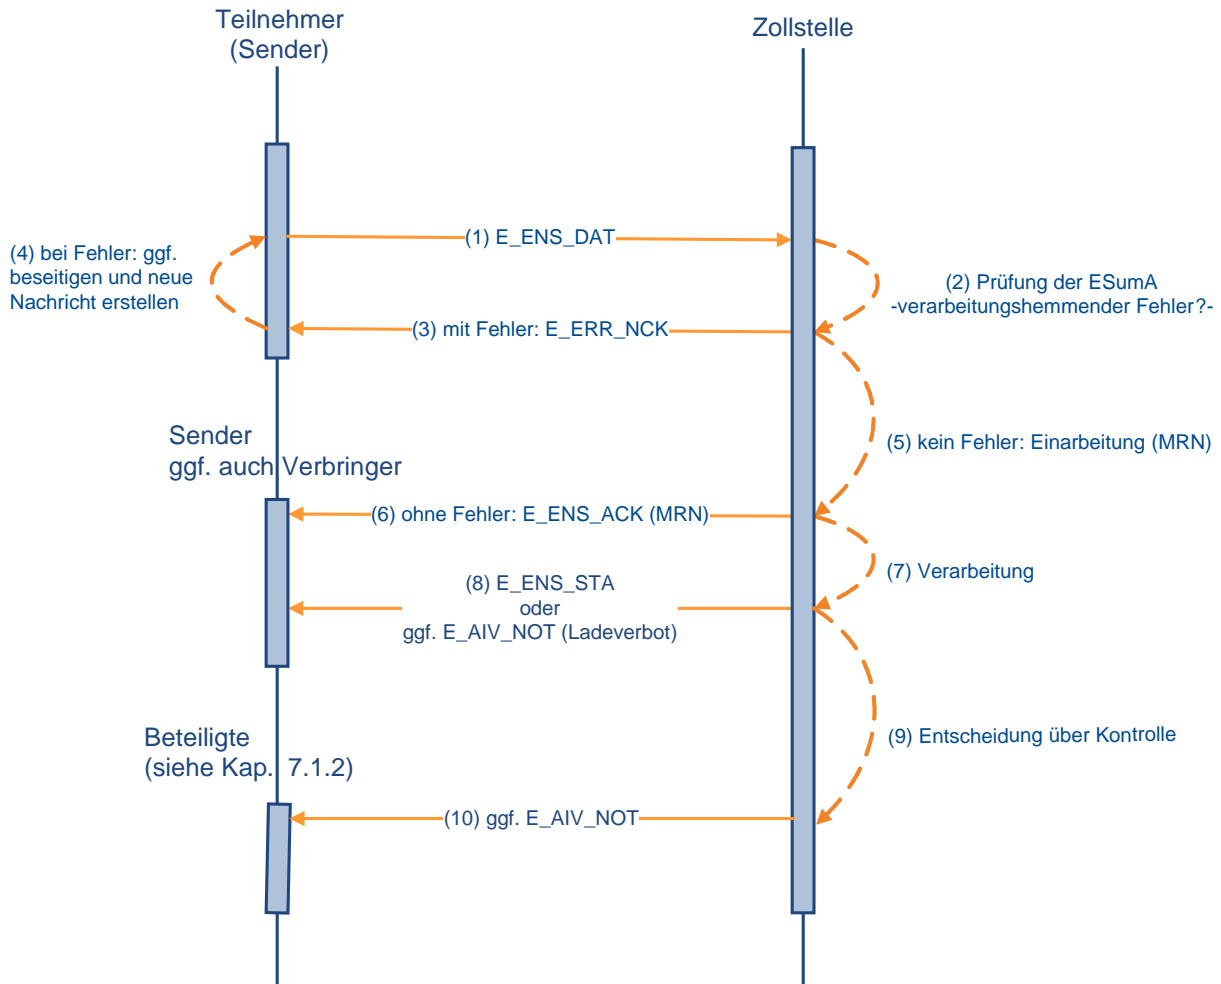 Teilnehmer
(Sender)
Zollstelle
(1) E_ENS_DAT
(4) bei Fehler: ggf.
beseitigen und neue
Nachricht erstellen
(2) Prüfung der ESumA
-verarbeitungshemmender Fehler?-
(3) mit Fehler: E_ERR_NCK
Sender
ggf. auch Verbringer
(5) kein Fehler: Einarbeitung (MRN)
(6) ohne Fehler: E_ENS_ACK (MRN)
(7) Verarbeitung
(8) E_ENS_STA
oder
ggf. E_AIV_NOT (Ladeverbot)
Beteiligte
(siehe Kap. 7.1.2)
(9) Entscheidung über Kontrolle
(10) ggf. E_AIV_NOT